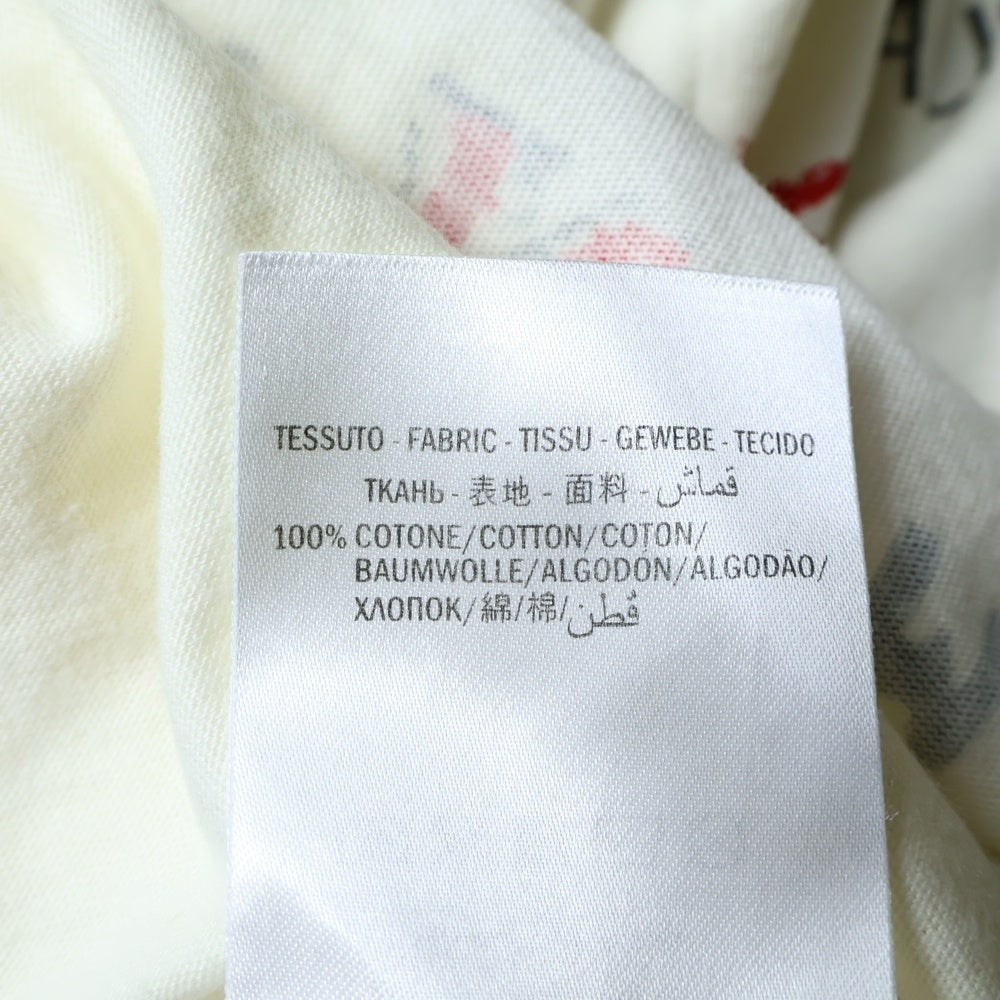 TESSUTO - FABRIC - TISSU - GEWEBE - TECIDO
ТКАНЬ - 表地 - 面料 - قماش
100% COTONE/COTTON/COTON/
BAUMWOLLE/ALGODÓN/ALGODÃO/
ХЛОПОК/綿/棉/قُطن